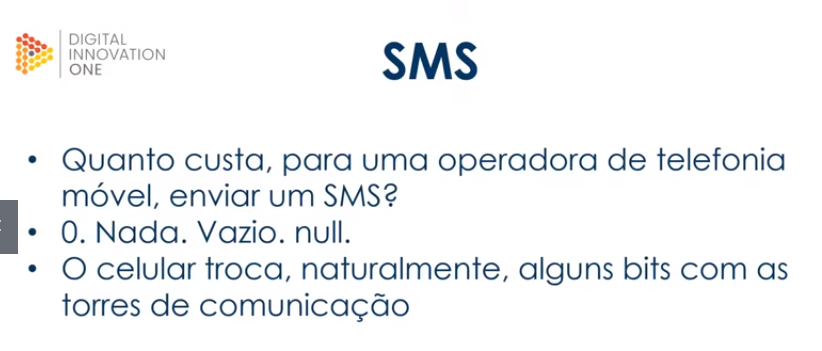 DIGITAL
INNOVATION
ONE
SMS
• Quanto custa, para uma operadora de telefonia
móvel, enviar um SMS?
• 0. Nada. Vazio. null.
• O celular troca, naturalmente, alguns bits com as
torres de comunicação